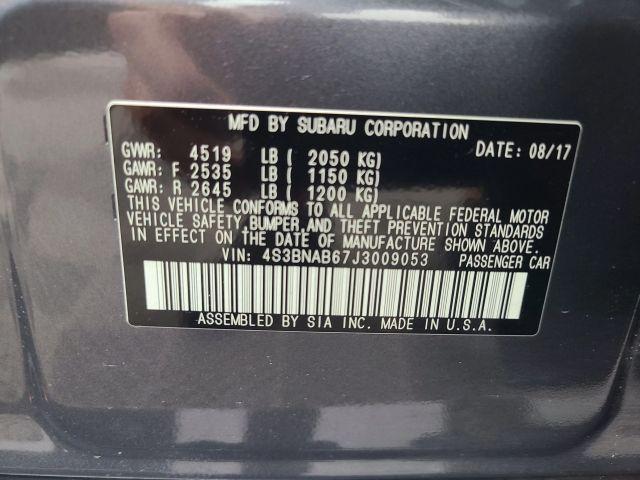 MFD BY SUBARU CORPORATION
GVWR: 4519 LB ( 2050 KG) DATE: 08/17
GAWR: F 2535 LB ( 1150 KG)
GAWR: R 2645 LB ( 1200 KG)
THIS VEHICLE CONFORMS TO ALL APPLICABLE FEDERAL MOTOR
VEHICLE SAFETY, BUMPER, AND THEFT PREVENTION STANDARDS
IN EFFECT ON THE DATE OF MANUFACTURE SHOWN ABOVE.
VIN: 4S3BNAB67J3009053 PASSENGER CAR
ASSEMBLED BY SIA INC. MADE IN U.S.A.